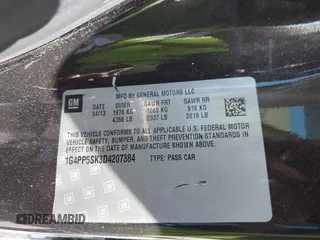 GM
MFD BY GENERAL MOTORS LLC
DATE GVWR GAWR FRT GAWR RR
04/13 1976 KG 1060 KG 916 KG
4356 LB 2337 LB 2019 LB
THIS VEHICLE CONFORMS TO ALL APPLICABLE U.S. FEDERAL MOTOR
VEHICLE SAFETY, BUMPER, AND THEFT PREVENTION STANDARDS
IN EFFECT ON THE DATE OF MANUFACTURE SHOWN ABOVE.
1G4PP5SK3D4207384 TYPE: PASS CAR
DREAMBID